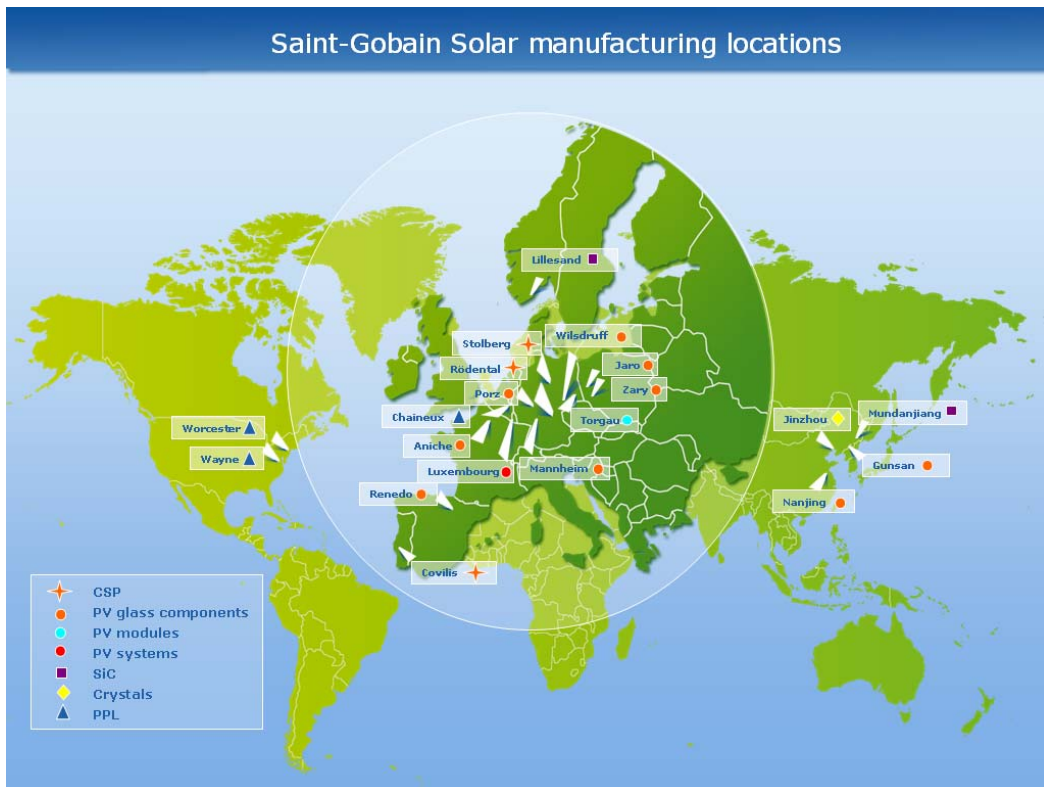 Saint-Gobain Solar manufacturing locations
Lillesand
Wilsdruff
Stolberg
Rödental
Jaro
Porz
Zary
Chaineux
Torgau
Aniche
Luxembourg
Mannheim
Renedo
Covilis
Worcester
Wayne
Jinzhou
Mundanjiang
Gunsan
Nanjing
CSP
PV glass components
PV modules
PV systems
SiC
Crystals
PPL